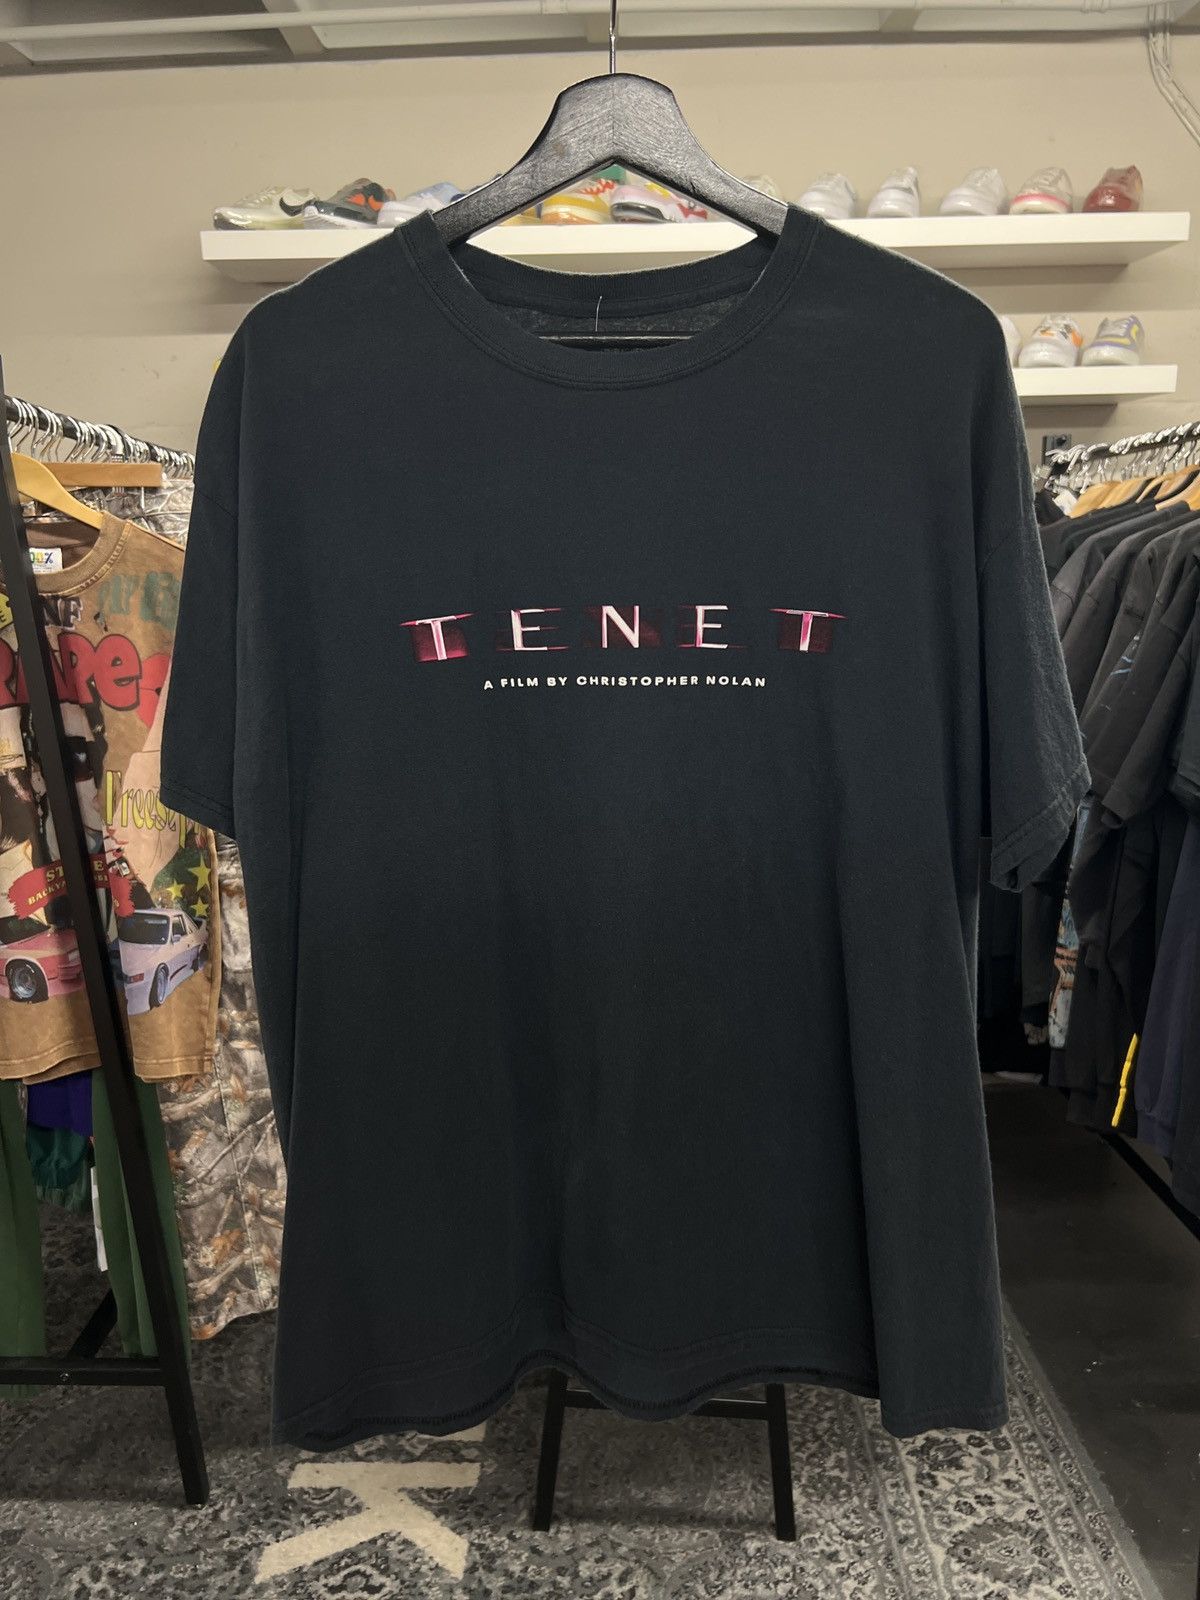 TENET
A FILM BY CHRISTOPHER NOLAN